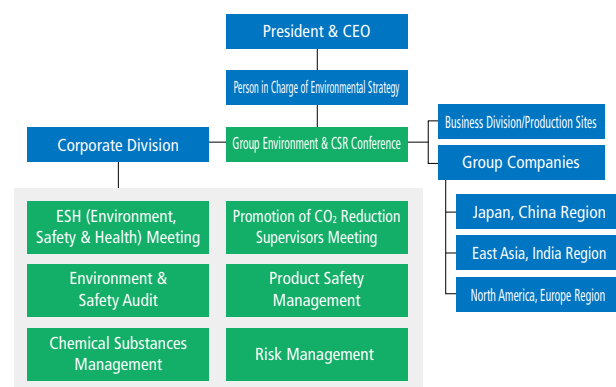 President & CEO
Person in Charge of Environmental Strategy
Corporate Division
Group Environment & CSR Conference
Business Division/Production Sites
Group Companies
Japan, China Region
East Asia, India Region
North America, Europe Region
ESH (Environment,
Safety & Health) Meeting
Promotion of CO₂ Reduction
Supervisors Meeting
Environment &
Safety Audit
Product Safety
Management
Chemical Substances
Management
Risk Management